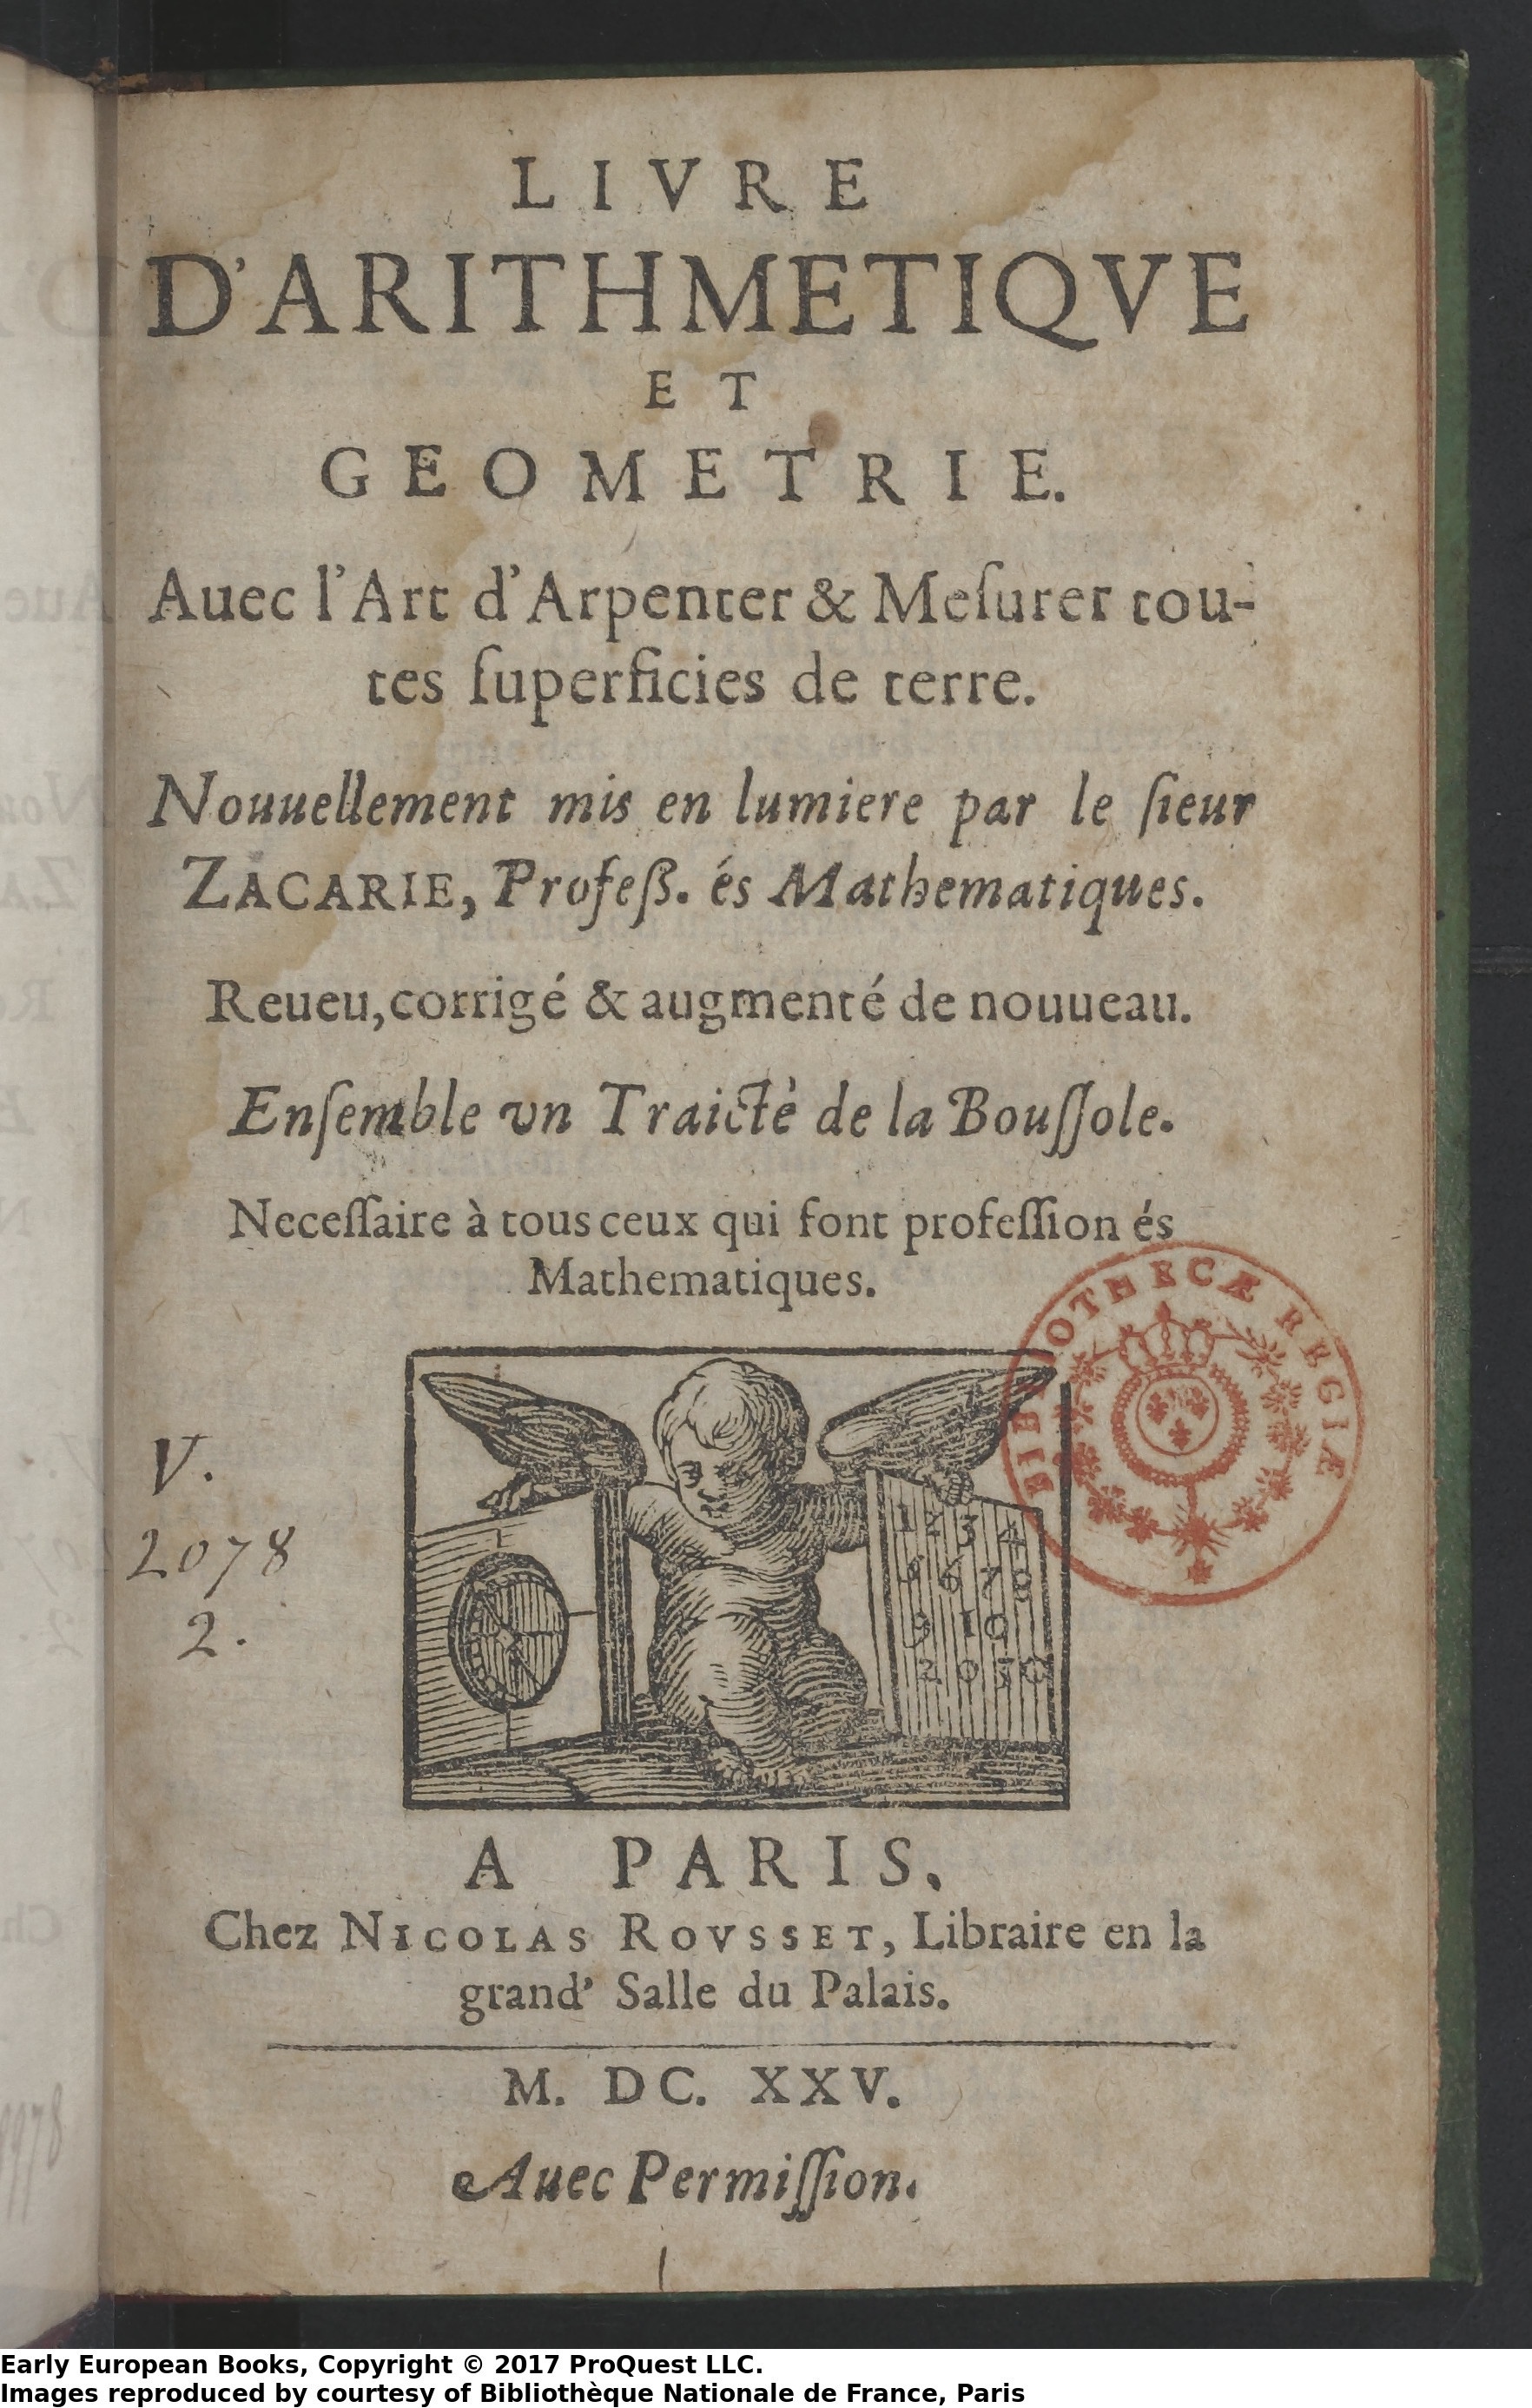 LIVRE
D'ARITHMETIQVE
ET
GEOMETRIE.
Auec l'Art d'Arpenter & Meſurer tou-
tes ſuperficies de terre.
Nouuellement mis en lumiere par le ſieur
ZACARIE, Profeß. és Mathematiques.
Reueu, corrigé & augmenté de nouueau.
Enſemble vn Traicté de la Bouſſole.
Neceſſaire à tous ceux qui font profeſſion és
Mathematiques.
BIBLIOTHECÆ REGIÆ
V.
2078
2.
1 2 3 4
5 6 7 8
9 10
A PARIS,
Chez NICOLAS ROVSSET, Libraire en la
grand' Salle du Palais.
M. DC. XXV.
Auec Permiſſion.
Early European Books, Copyright © 2017 ProQuest LLC.
Images reproduced by courtesy of Bibliothèque Nationale de France, Paris